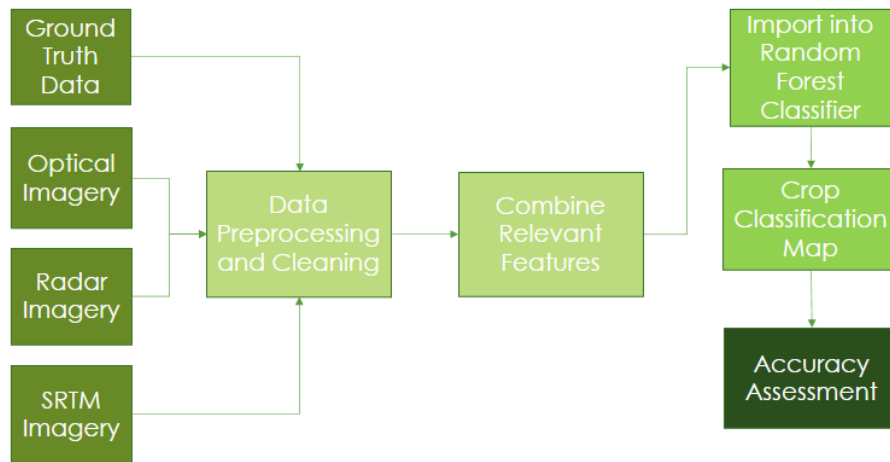 Ground
Truth
Data
Optical
Imagery
Radar
Imagery
SRTM
Imagery
Data
Preprocessing
and Cleaning
Combine
Relevant
Features
Import into
Random
Forest
Classifier
Crop
Classification
Map
Accuracy
Assessment